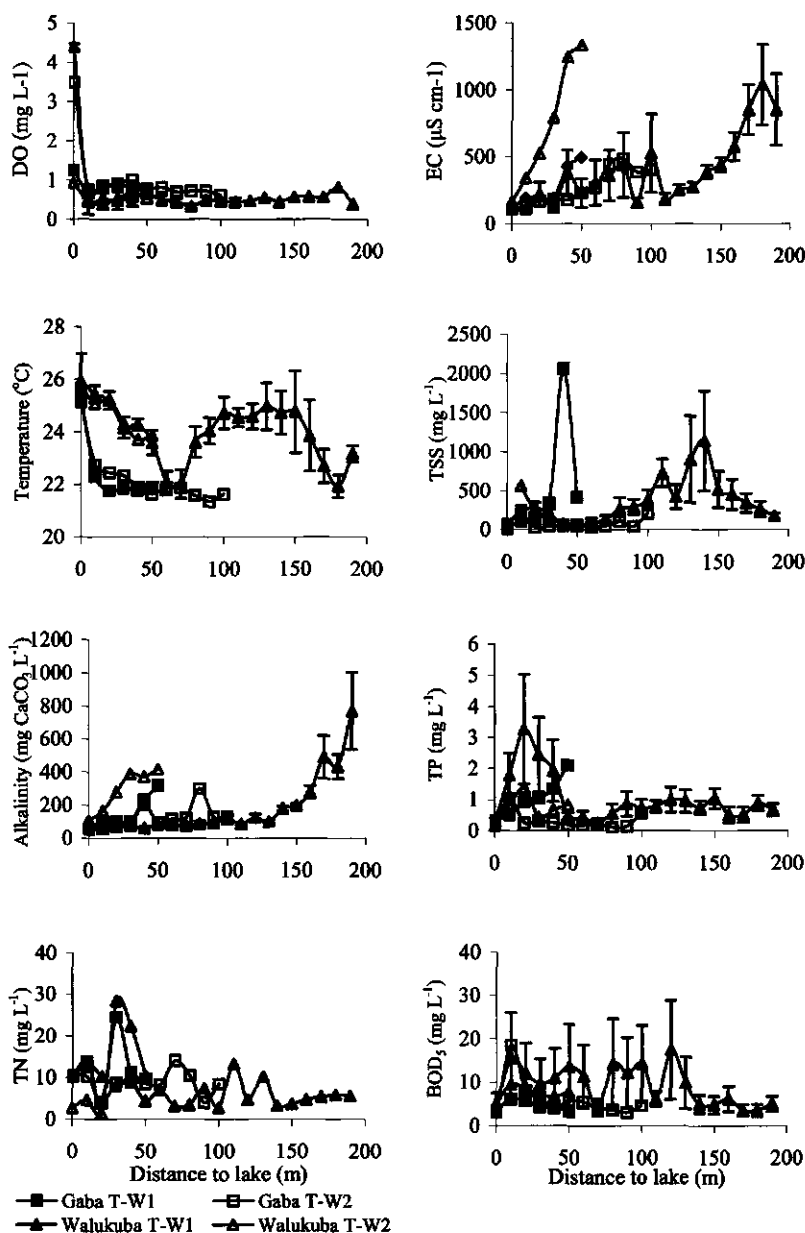 DO (mg L-1)
5
4
3
2
1
0
0 50 100 150 200
EC (µS cm-1)
1500
1000
500
0
0 50 100 150 200
Temperature (°C)
28
26
24
22
20
0 50 100 150 200
TSS (mg L-1)
2500
2000
1500
1000
500
0
0 50 100 150 200
Alkalinity (mg CaCO3 L-1)
1200
1000
800
600
400
200
0
0 50 100 150 200
TP (mg L-1)
6
5
4
3
2
1
0
0 50 100 150 200
TN (mg L-1)
40
30
20
10
0
0 50 100 150 200
Distance to lake (m)
BOD5 (mg L-1)
40
30
20
10
0
0 50 100 150 200
Distance to lake (m)
Gaba T-W1
Gaba T-W2
Walukuba T-W1
Walukuba T-W2